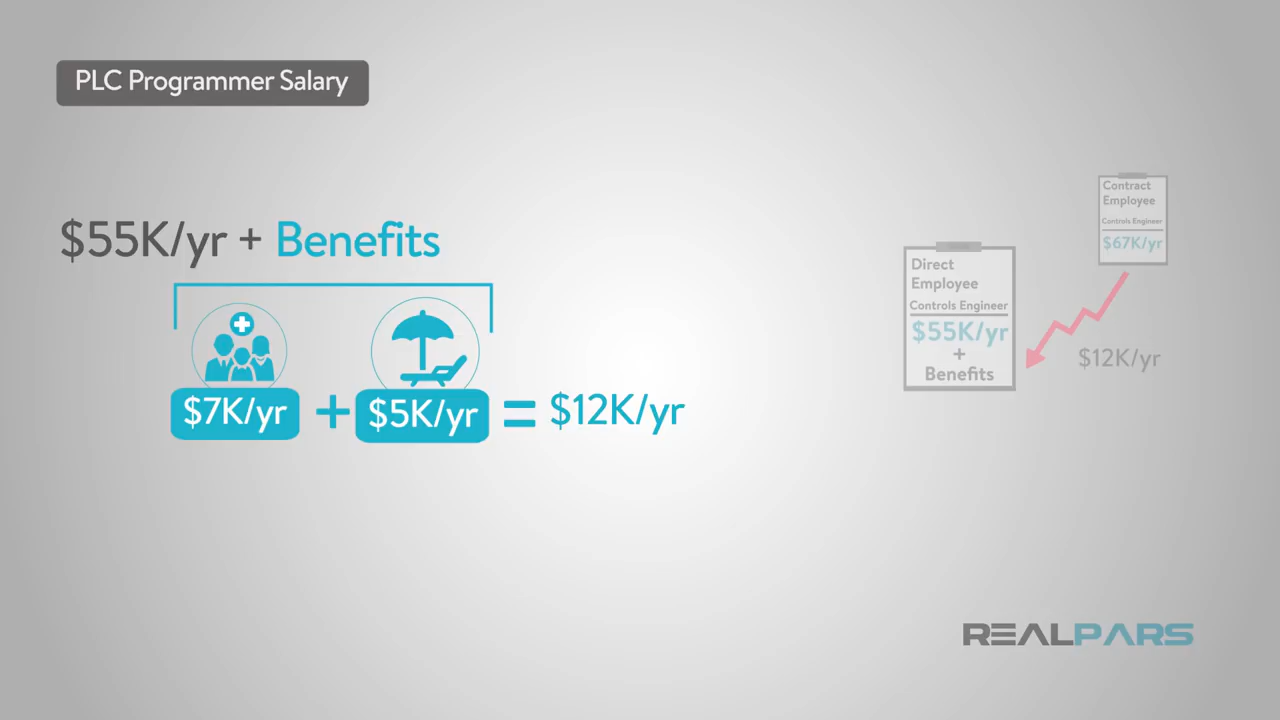 PLC Programmer Salary
$55K/yr + Benefits
$7K/yr + $5K/yr = $12K/yr
Contract
Employee
Controls Engineer
$67K/yr
Direct
Employee
Controls Engineer
$55K/yr
+
Benefits
$12K/yr
REALPARS